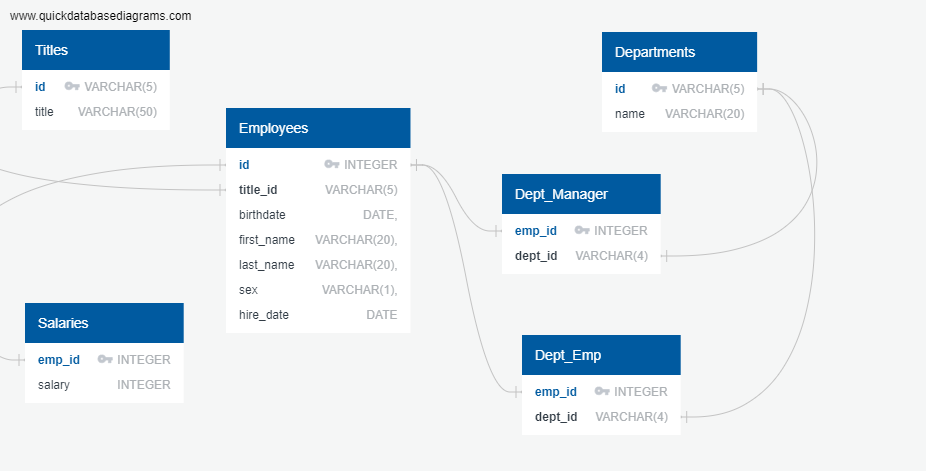 www.quickdatabasediagrams.com
Titles
id VARCHAR(5)
title VARCHAR(50)
Departments
id VARCHAR(5)
name VARCHAR(20)
Employees
id INTEGER
title_id VARCHAR(5)
birthdate DATE,
first_name VARCHAR(20),
last_name VARCHAR(20),
sex VARCHAR(1),
hire_date DATE
Dept_Manager
emp_id INTEGER
dept_id VARCHAR(4)
Salaries
emp_id INTEGER
salary INTEGER
Dept_Emp
emp_id INTEGER
dept_id VARCHAR(4)